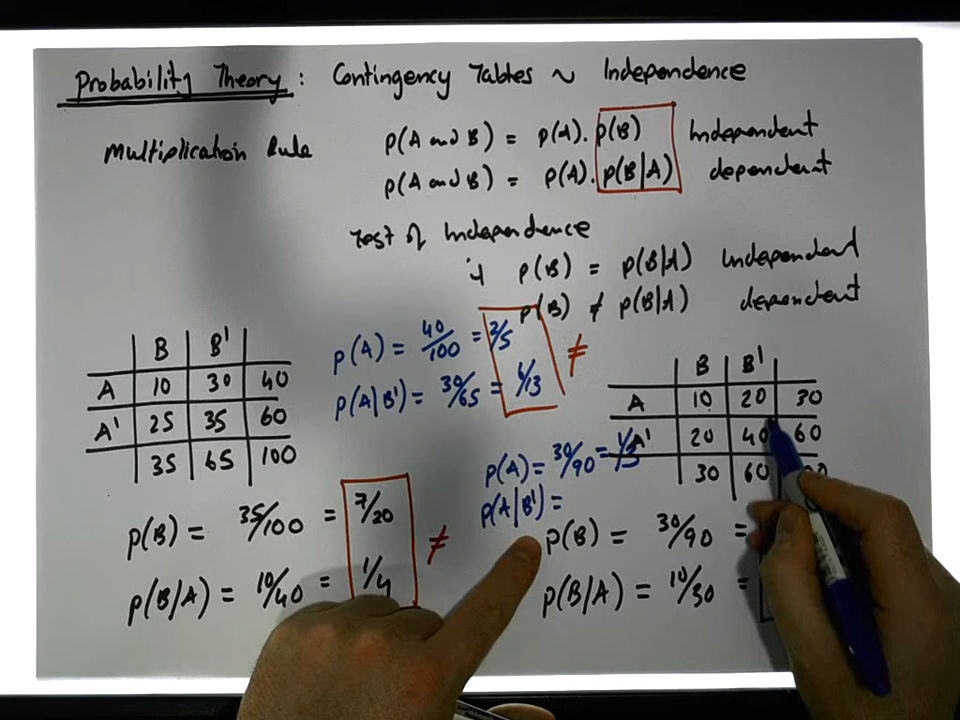 Probability Theory : Contingency Tables ~ Independence
Multiplication Rule
p(A and B) = p(A). p(B) Independent
p(A and B) = p(A). p(B|A) dependent
Test of Independence
if p(B) = p(B|A) Independent
p(B) ≠ p(B|A) dependent
B B'
A 10 30 40
A' 25 35 60
35 65 100
p(A) = 40/100 = 2/5
≠
p(A|B') = 30/65 = 6/13
p(B) = 35/100 = 7/20
≠
p(B|A) = 10/40 = 1/4
B B'
A 10 20 30
A' 20 40 60
30 60
p(A) = 30/90 = 1/3
p(A|B') =
p(B) = 30/90 =
p(B|A) = 10/30 =